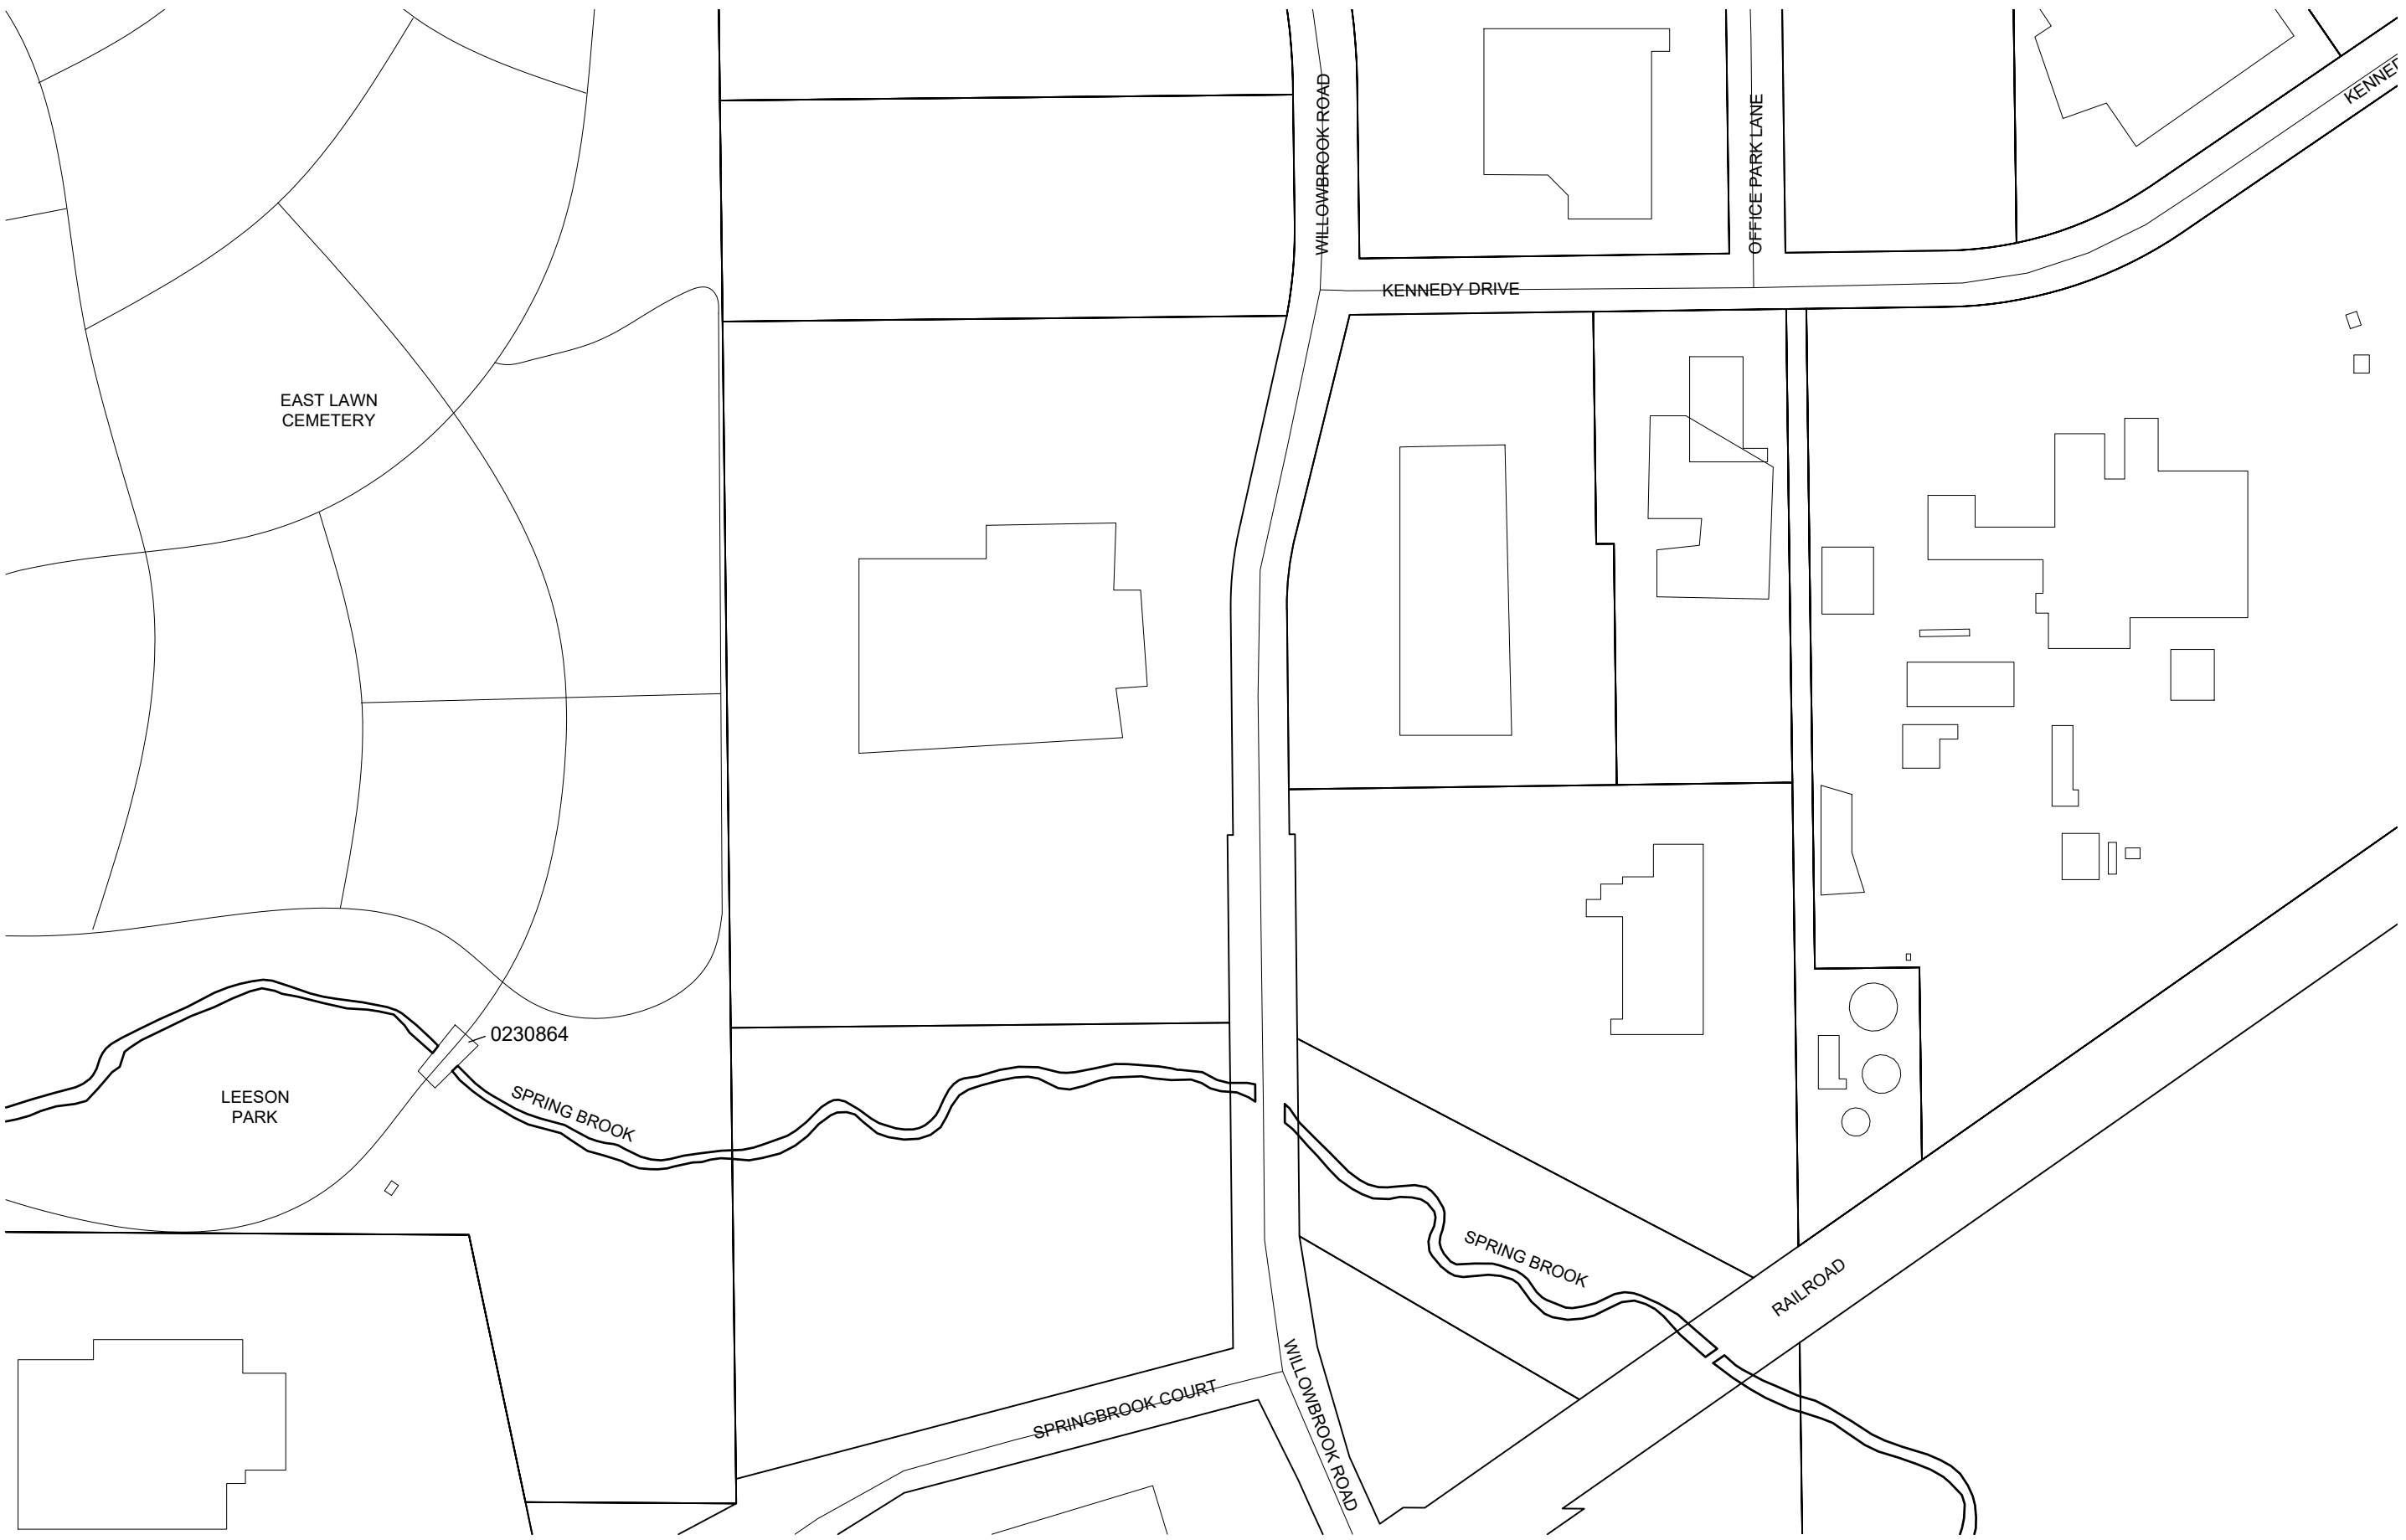 WILLOWBROOK ROAD
OFFICE PARK LANE
KENNEDY DRIVE
EAST LAWN
CEMETERY
0230864
LEESON
PARK
SPRING BROOK
SPRING BROOK
RAILROAD
SPRINGBROOK COURT
WILLOWBROOK ROAD